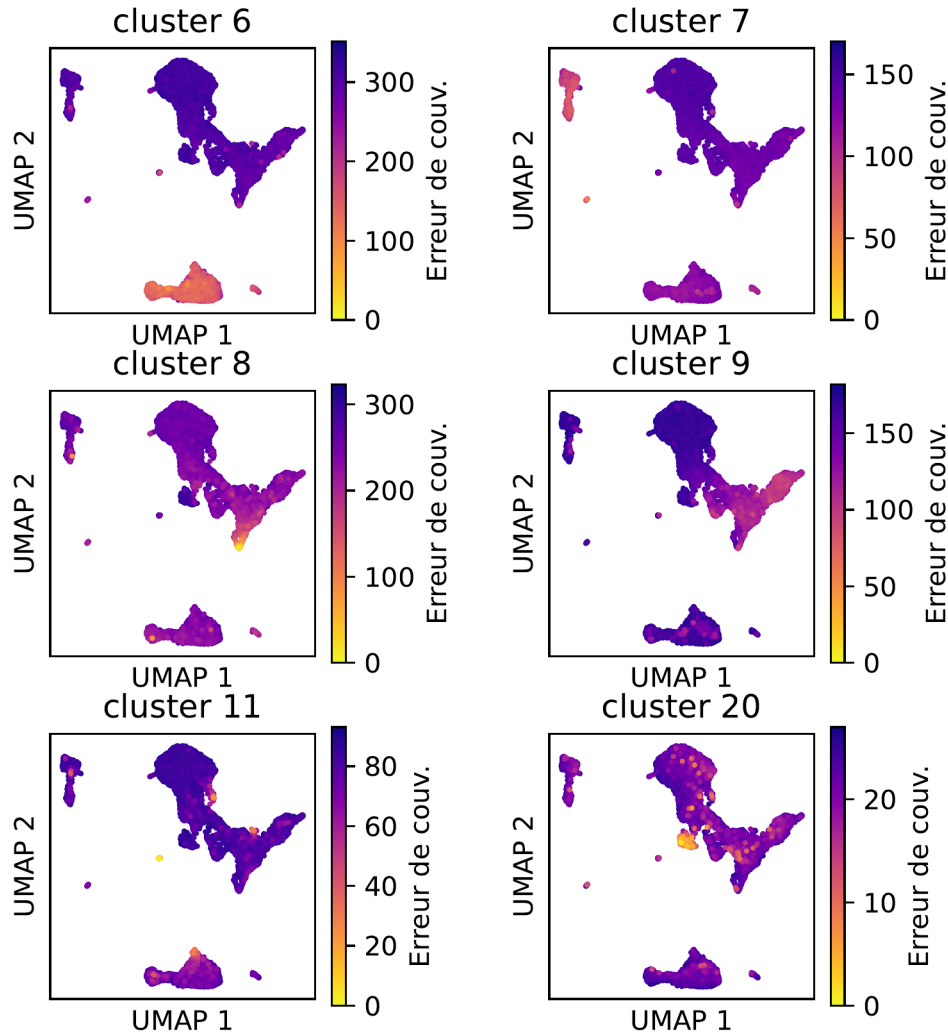 cluster 6
UMAP 2
UMAP 1
300
200
100
0
Erreur de couv.
cluster 7
UMAP 2
UMAP 1
150
100
50
0
Erreur de couv.
cluster 8
UMAP 2
UMAP 1
300
200
100
0
Erreur de couv.
cluster 9
UMAP 2
UMAP 1
150
100
50
0
Erreur de couv.
cluster 11
UMAP 2
UMAP 1
80
60
40
20
0
Erreur de couv.
cluster 20
UMAP 2
UMAP 1
20
10
0
Erreur de couv.